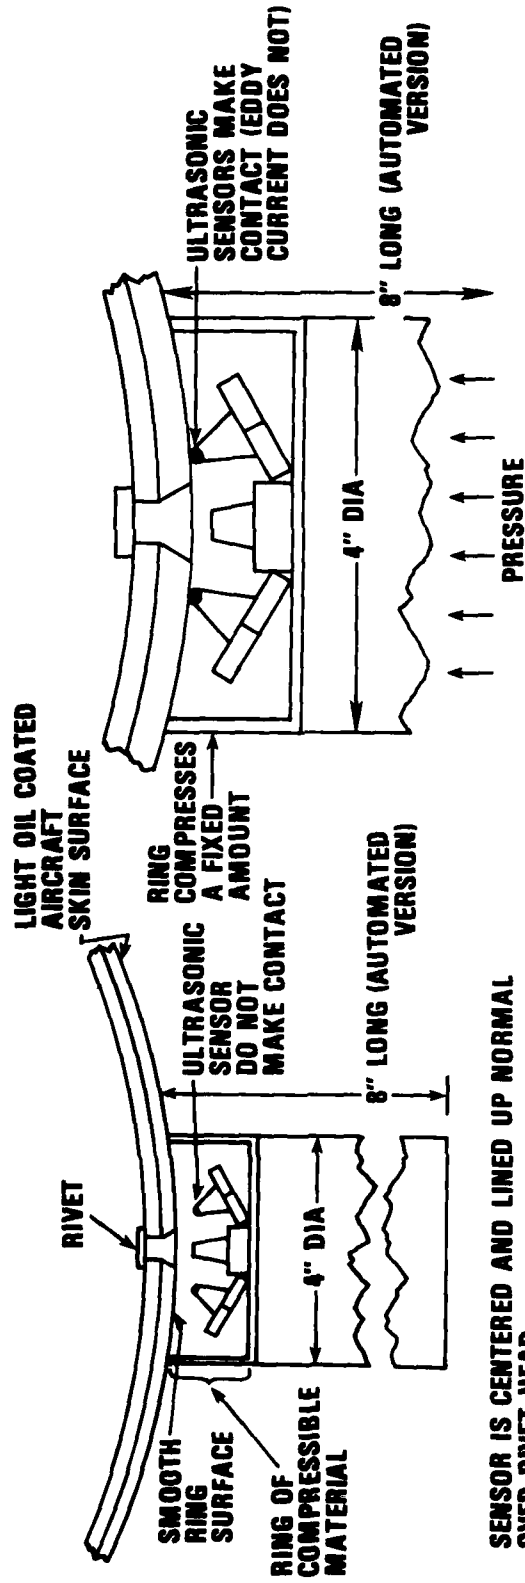 LIGHT OIL COATED
AIRCRAFT
SKIN SURFACE
RIVET
SMOOTH
RING
SURFACE
RING OF
COMPRESSIBLE
MATERIAL
ULTRASONIC
SENSOR
DO NOT
MAKE CONTACT
4" DIA
8" LONG (AUTOMATED
VERSION)
SENSOR IS CENTERED AND LINED UP NORMAL
OVER RIVET HEAD
RING
COMPRESSES
A FIXED
AMOUNT
ULTRASONIC
SENSORS MAKE
CONTACT (EDDY
CURRENT DOES NOT)
4" DIA
8" LONG (AUTOMATED
VERSION)
PRESSURE